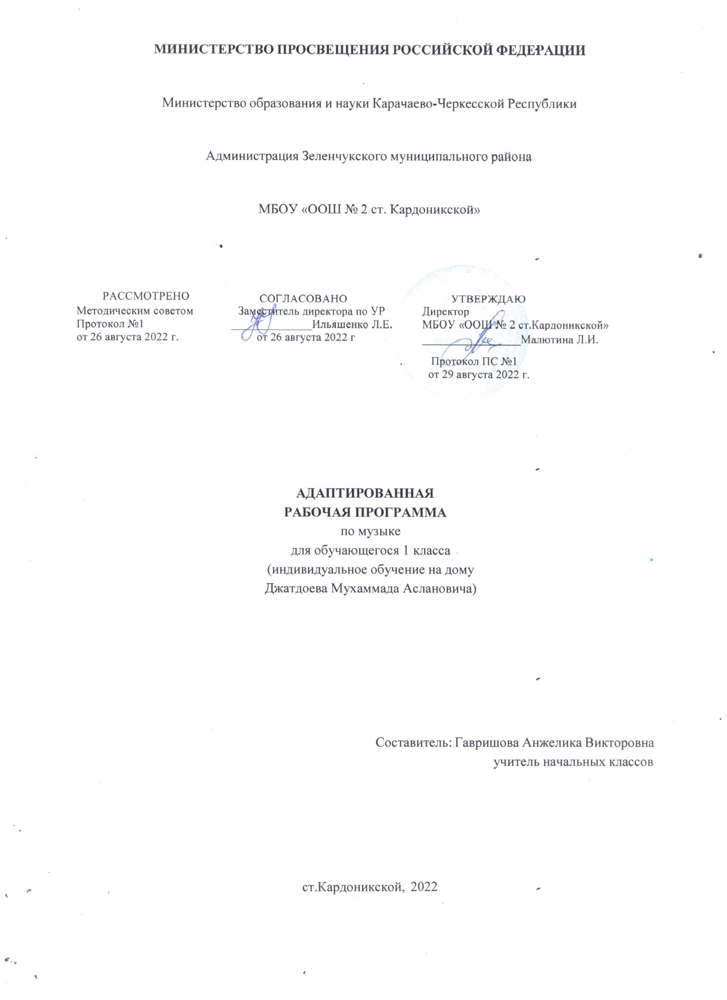 МИНИСТЕРСТВО ПРОСВЕЩЕНИЯ РОССИЙСКОЙ ФЕДЕРАЦИИ
Министерство образования и науки Карачаево-Черкесской Республики
Администрация Зеленчукского муниципального района
МБОУ «ООШ № 2 ст. Кардоникской»
РАССМОТРЕНО
Методическим советом
Протокол №1
от 26 августа 2022 г.
СОГЛАСОВАНО
Заместитель директора по УР
_____________Ильяшенко Л.Е.
от 26 августа 2022 г
УТВЕРЖДАЮ
Директор
МБОУ «ООШ № 2 ст.Кардоникской»
________________Малютина Л.И.
Протокол ПС №1
от 29 августа 2022 г.
АДАПТИРОВАННАЯ
РАБОЧАЯ ПРОГРАММА
по музыке
для обучающегося 1 класса
(индивидуальное обучение на дому
Джатдоева Мухаммада Аслановича)
Составитель: Гавришова Анжелика Викторовна
учитель начальных классов
ст.Кардоникской, 2022